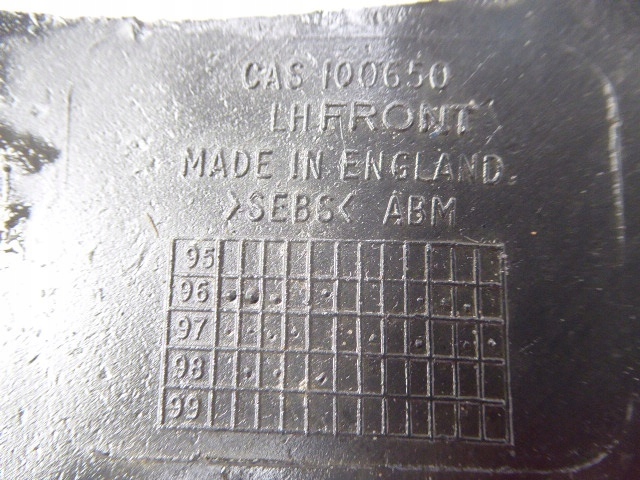 CAS 100650
LH FRONT
MADE IN ENGLAND.
>SEBS< ABM
95
96
97
98
99